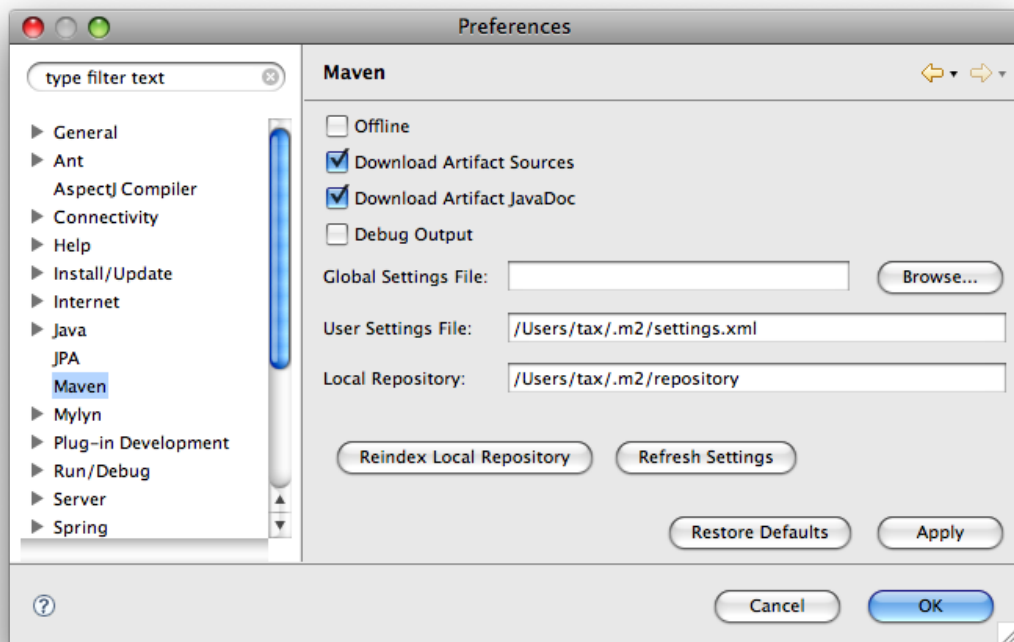 Preferences
type filter text
General
Ant
AspectJ Compiler
Connectivity
Help
Install/Update
Internet
Java
JPA
Maven
Mylyn
Plug-in Development
Run/Debug
Server
Spring
Maven
Offline
Download Artifact Sources
Download Artifact JavaDoc
Debug Output
Global Settings File: Browse...
User Settings File: /Users/tax/.m2/settings.xml
Local Repository: /Users/tax/.m2/repository
Reindex Local Repository Refresh Settings
Restore Defaults Apply
? Cancel OK